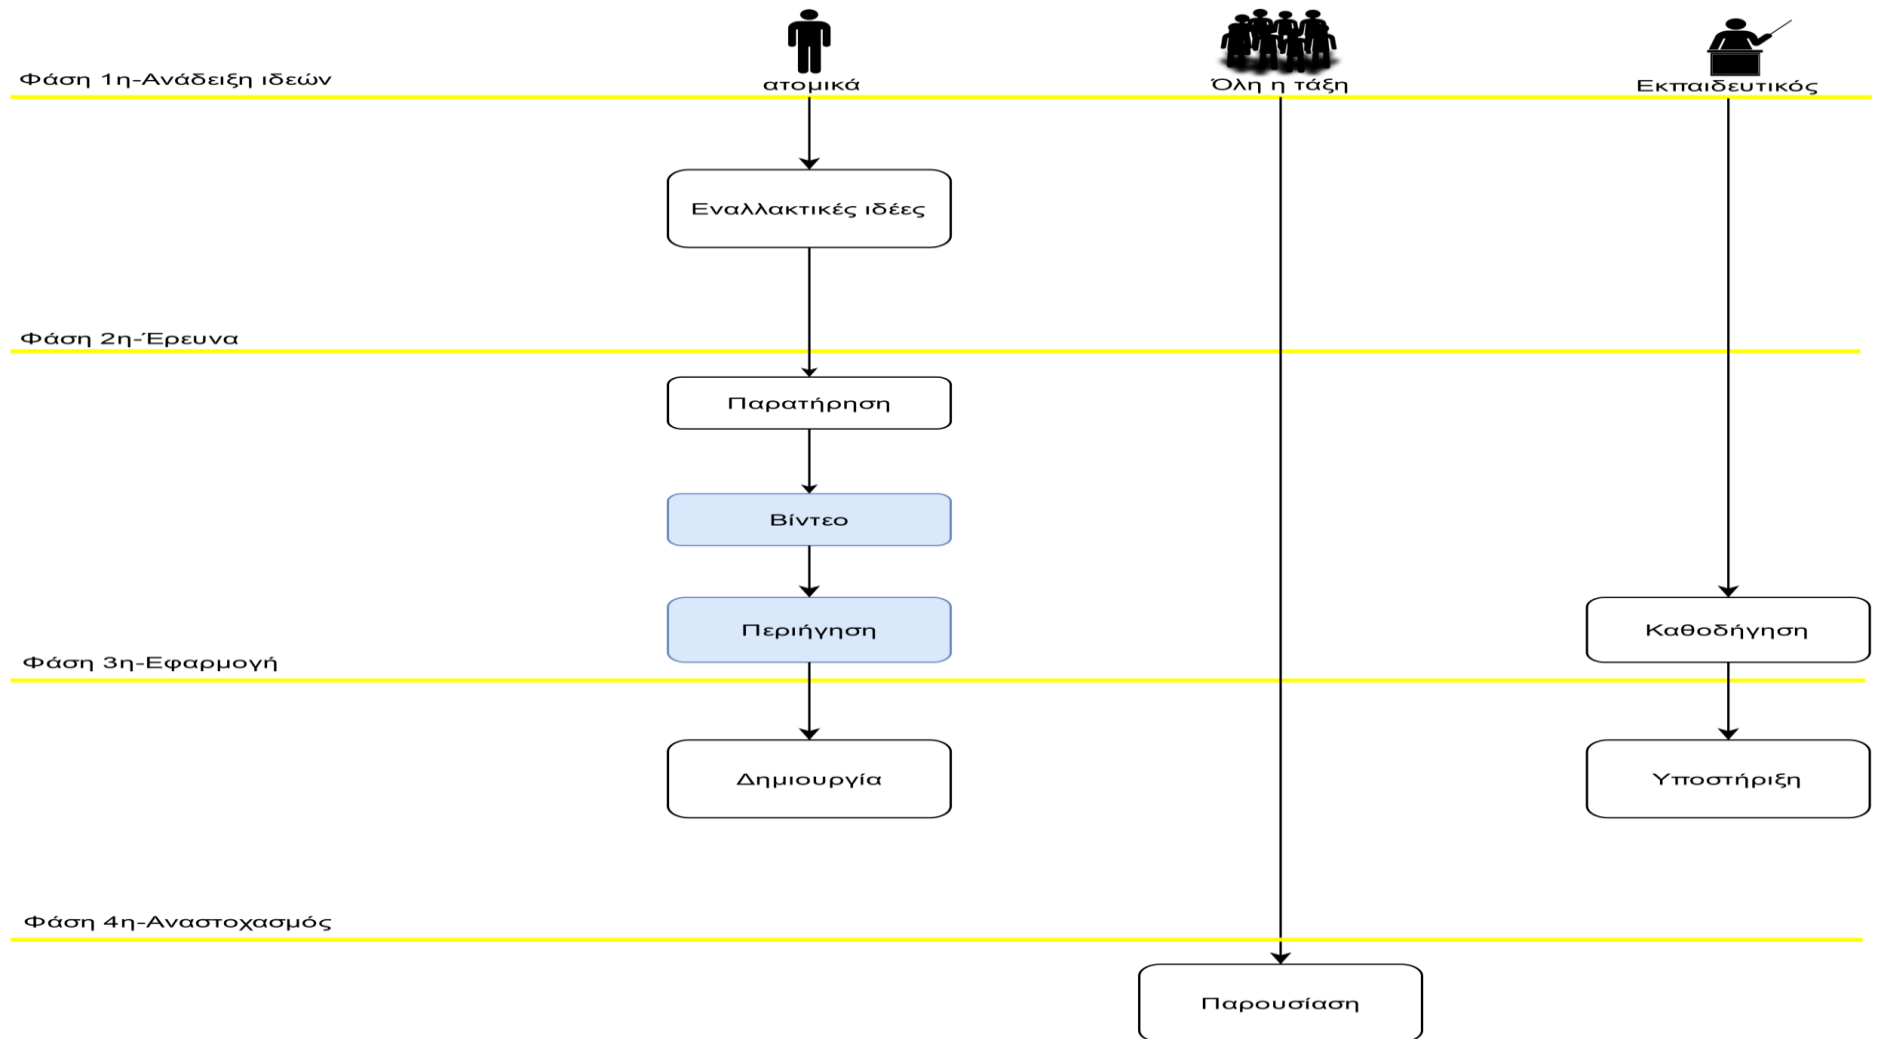 Φάση 1η-Ανάδειξη ιδεών
ατομικά
Όλη η τάξη
Εκπαιδευτικός
Εναλλακτικές ιδέες
Φάση 2η-Έρευνα
Παρατήρηση
Βίντεο
Περιήγηση
Καθοδήγηση
Φάση 3η-Εφαρμογή
Δημιουργία
Υποστήριξη
Φάση 4η-Αναστοχασμός
Παρουσίαση